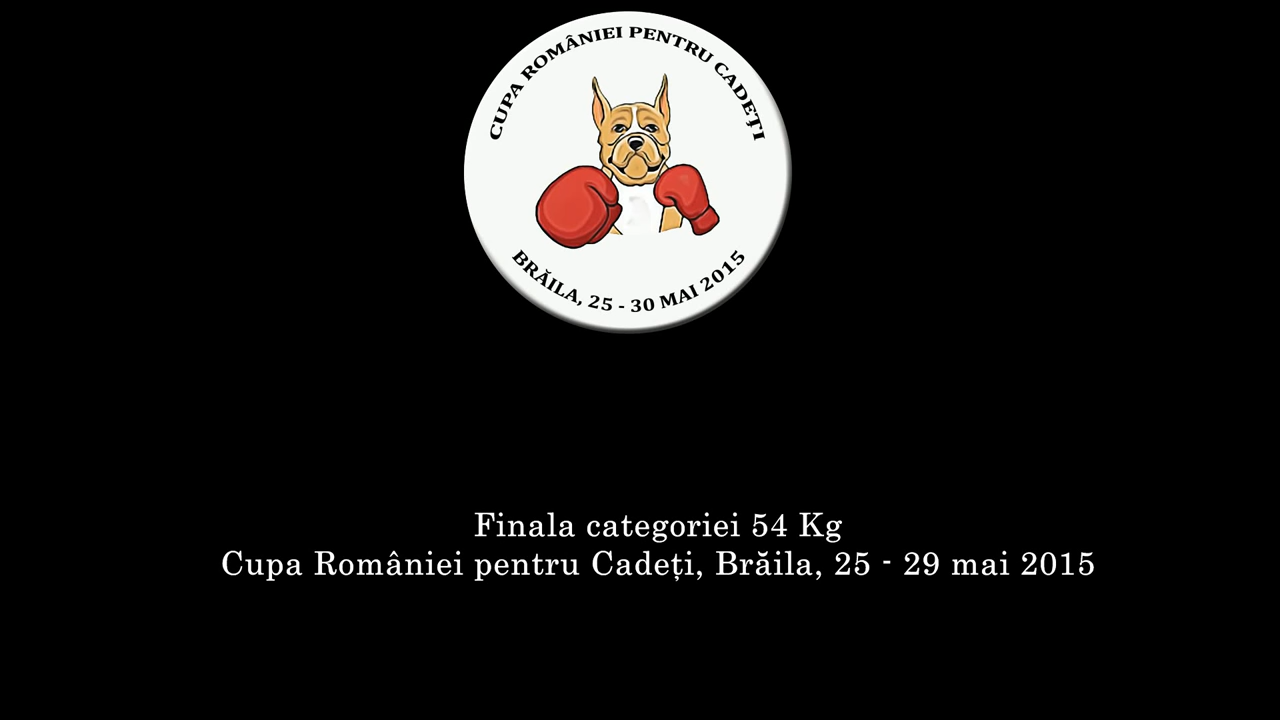 CUPA ROMÂNIEI PENTRU CADEȚI
BRĂILA, 25 - 30 MAI 2015
Finala categoriei 54 Kg
Cupa României pentru Cadeți, Brăila, 25 - 29 mai 2015